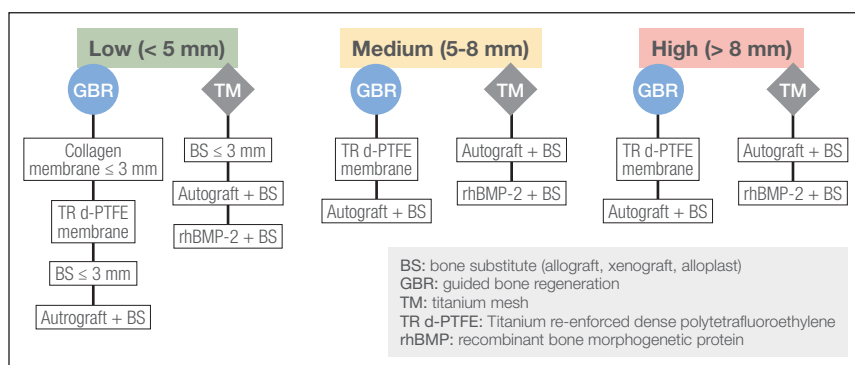 Low (< 5 mm)
GBR
TM
Collagen
membrane ≤ 3 mm
TR d-PTFE
membrane
BS ≤ 3 mm
Autrograft + BS
BS ≤ 3 mm
Autograft + BS
rhBMP-2 + BS
Medium (5-8 mm)
GBR
TM
TR d-PTFE
membrane
Autograft + BS
Autograft + BS
rhBMP-2 + BS
High (> 8 mm)
GBR
TM
TR d-PTFE
membrane
Autograft + BS
Autograft + BS
rhBMP-2 + BS
BS: bone substitute (allograft, xenograft, alloplast)
GBR: guided bone regeneration
TM: titanium mesh
TR d-PTFE: Titanium re-enforced dense polytetrafluoroethylene
rhBMP: recombinant bone morphogenetic protein